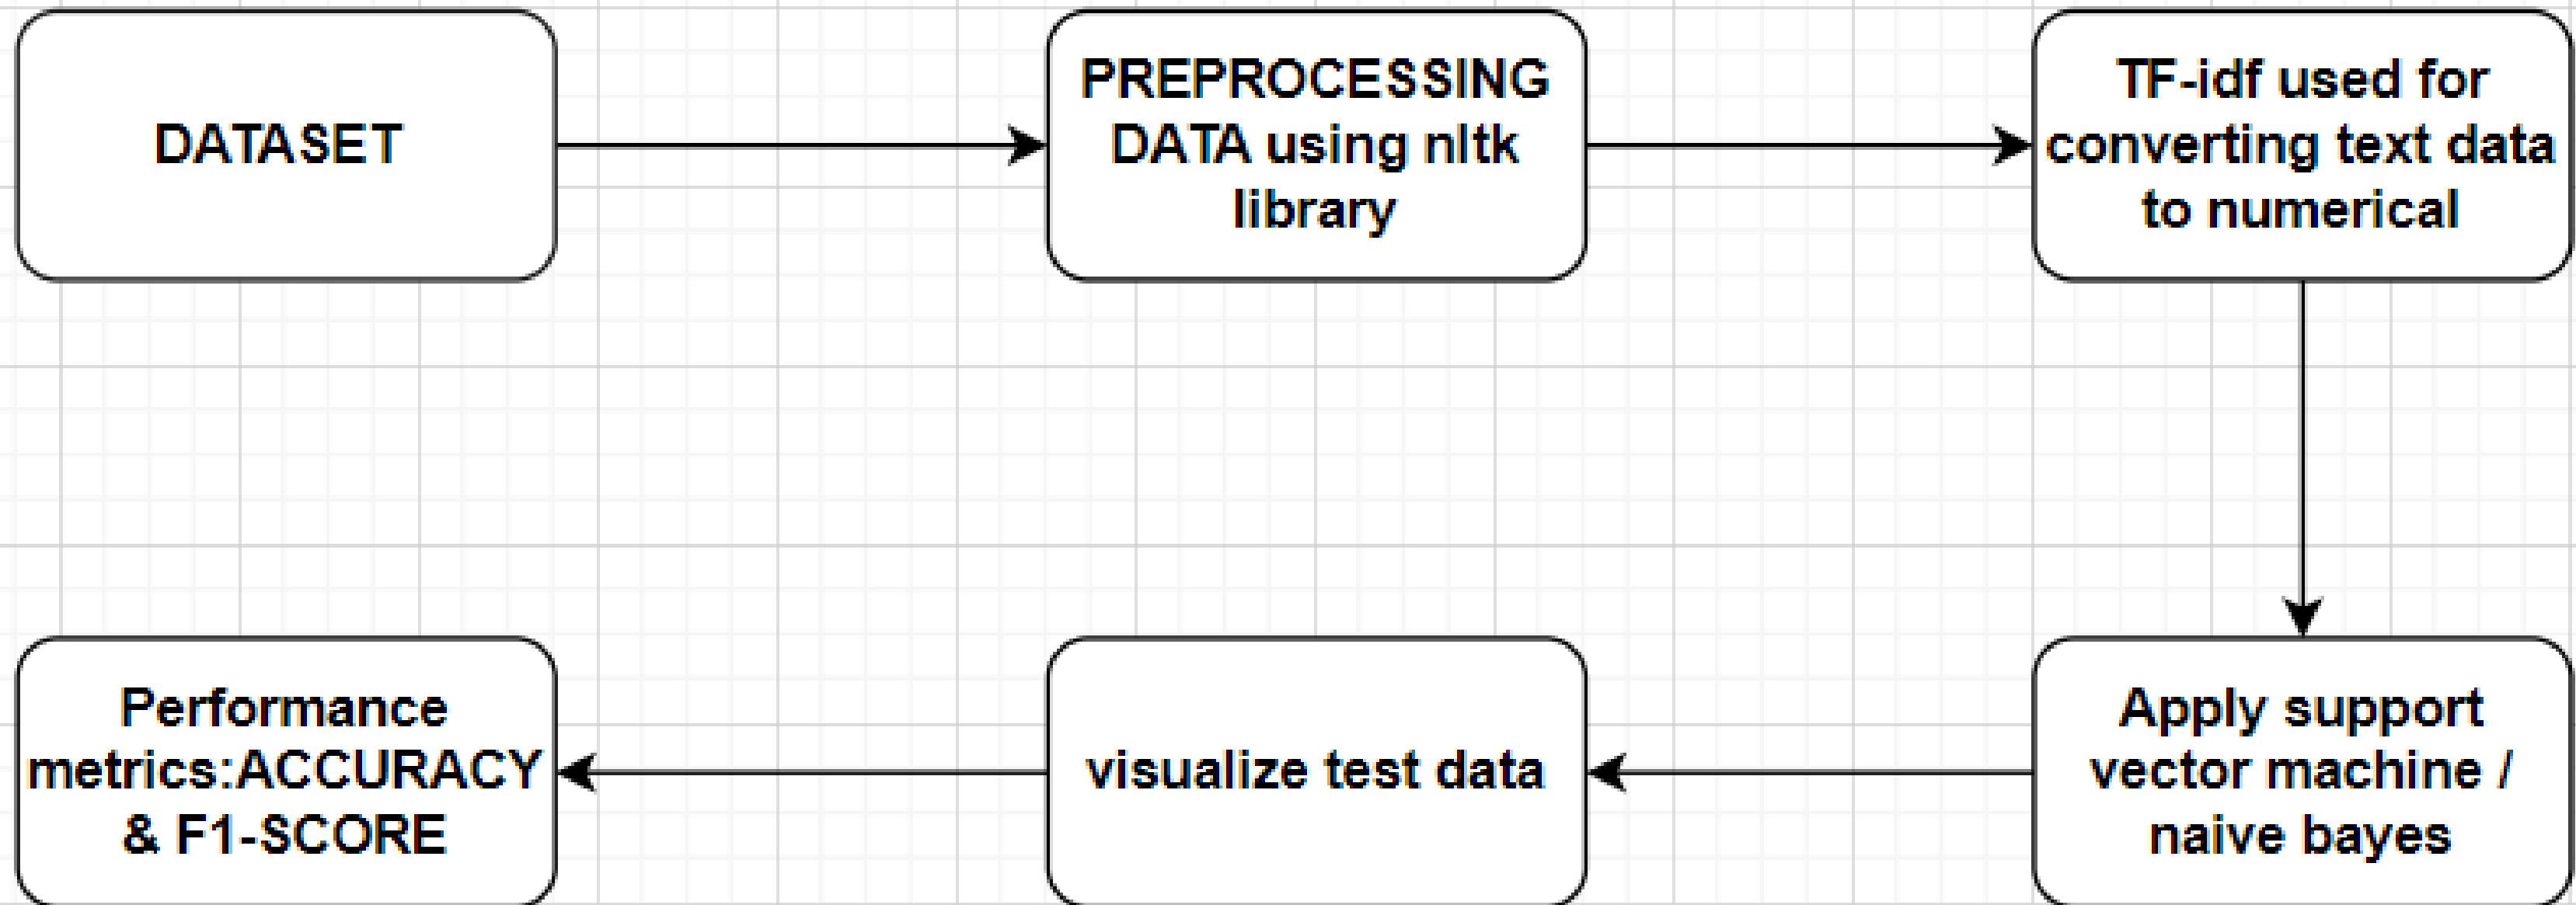 DATASET
PREPROCESSING
DATA using nltk
library
TF-idf used for
converting text data
to numerical
Apply support
vector machine /
naive bayes
visualize test data
Performance
metrics:ACCURACY
& F1-SCORE